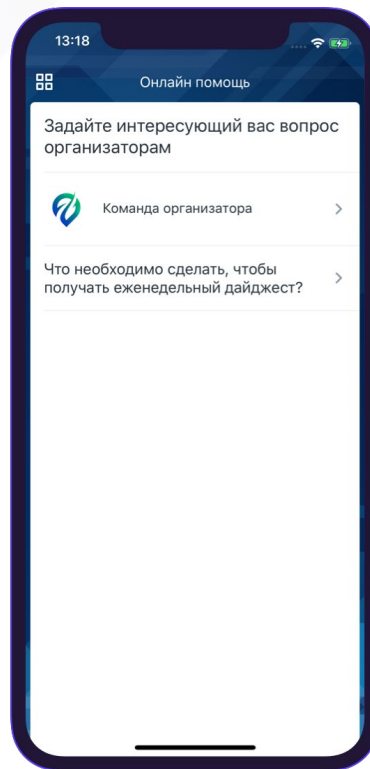 13:18
Онлайн помощь
Задайте интересующий вас вопрос
организаторам
Команда организатора
Что необходимо сделать, чтобы
получать еженедельный дайджест?